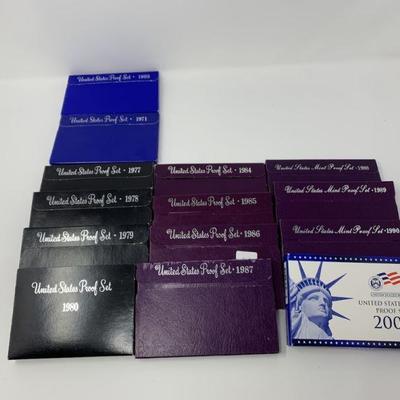 United States Proof Set · 1969
United States Proof Set · 1971
United States Proof Set · 1977
United States Proof Set · 1978
United States Proof Set · 1979
United States Proof Set
1980
United States Proof Set · 1984
United States Proof Set · 1985
United States Proof Set · 1986
United States Proof Set · 1987
United States Mint Proof Set · 1988
United States Mint Proof Set · 1989
United States Mint Proof Set · 1990
UNITED STATES
PROOF
200